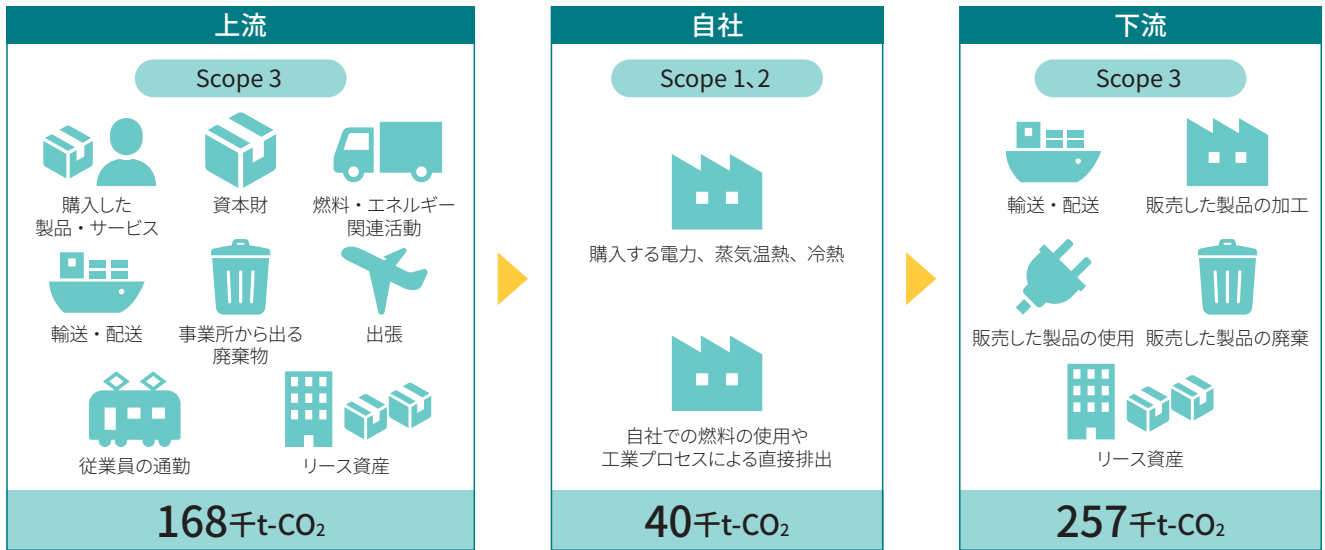 上流
Scope 3
購入した
製品・サービス
資本財
燃料・エネルギー
関連活動
輸送・配送
事業所から出る
廃棄物
出張
従業員の通勤
リース資産
168千t-CO₂
自社
Scope 1、2
購入する電力、蒸気温熱、冷熱
自社での燃料の使用や
工業プロセスによる直接排出
40千t-CO₂
下流
Scope 3
輸送・配送
販売した製品の加工
販売した製品の使用
販売した製品の廃棄
リース資産
257千t-CO₂